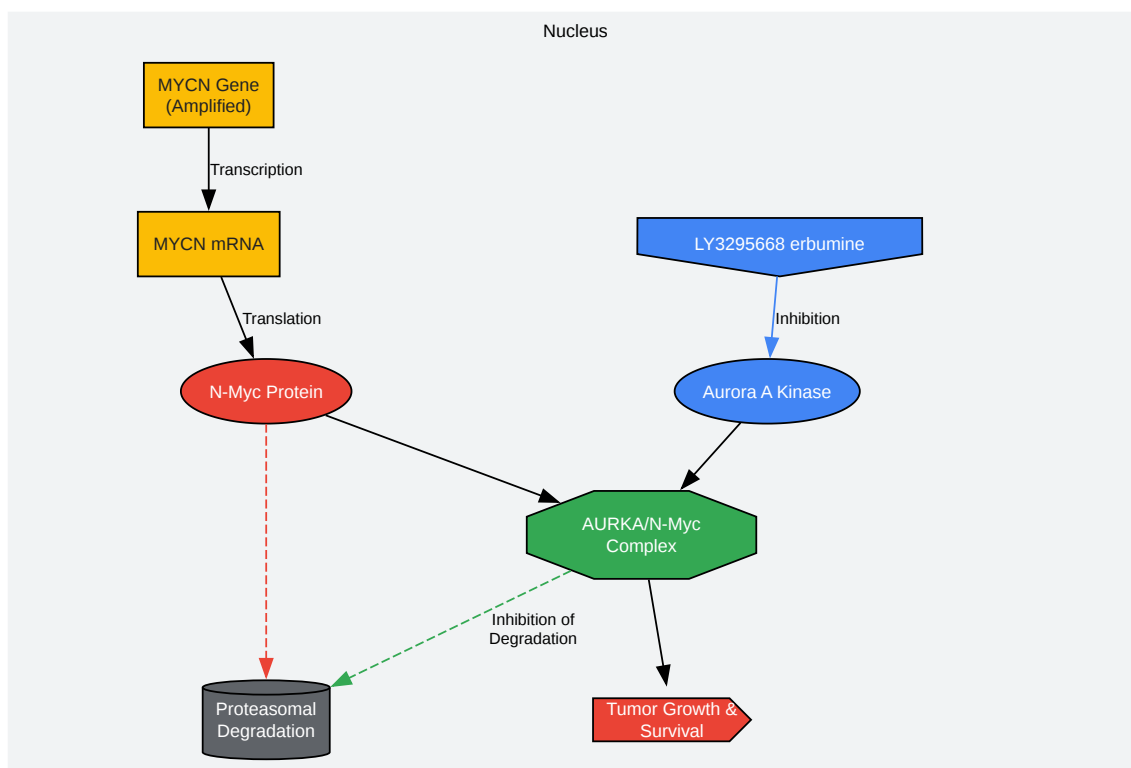 Nucleus
MYCN Gene
(Amplified)
Transcription
MYCN mRNA
LY3295668 erbumine
Translation
Inhibition
N-Myc Protein
Aurora A Kinase
AURKA/N-Myc
Complex
Inhibition of
Degradation
Proteasomal
Degradation
Tumor Growth &
Survival